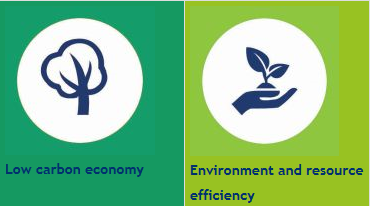 Low carbon economy
Environment and resource
efficiency